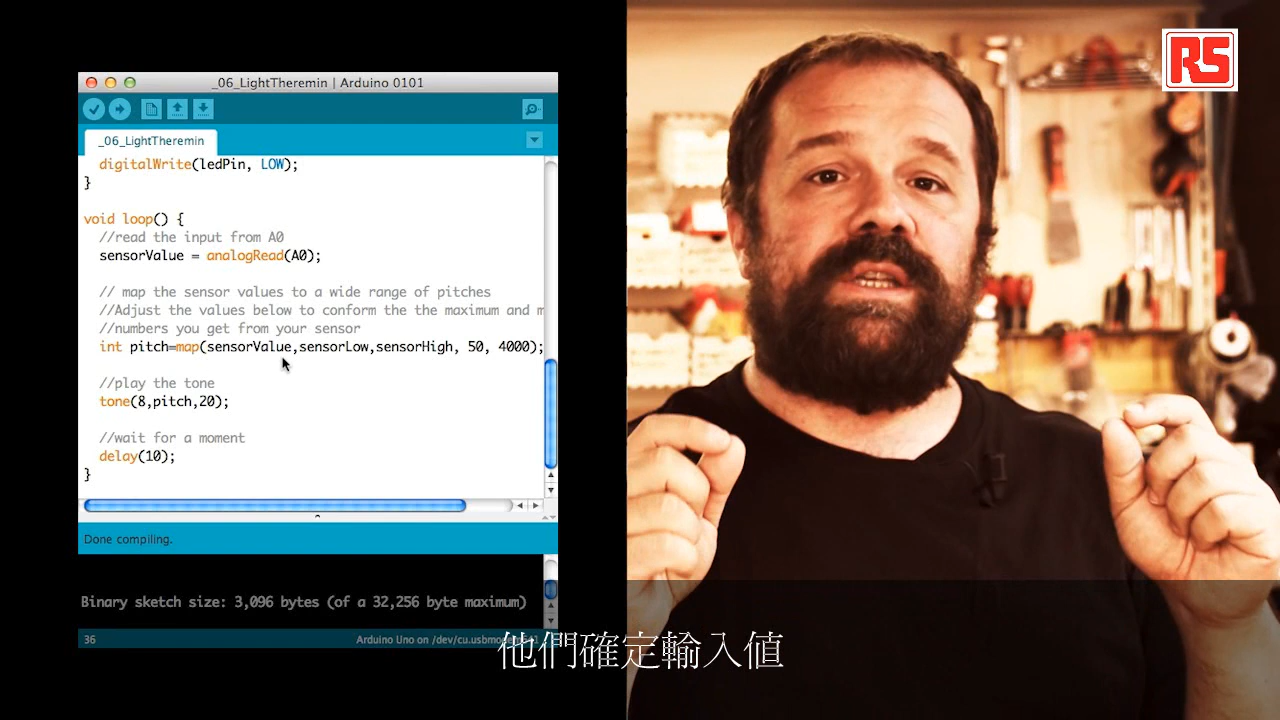 _06_LightTheremin | Arduino 0101
_06_LightTheremin
digitalWrite(ledPin, LOW);
}
void loop() {
//read the input from A0
sensorValue = analogRead(A0);
// map the sensor values to a wide range of pitches
//Adjust the values below to conform the the maximum and m
//numbers you get from your sensor
int pitch=map(sensorValue,sensorLow,sensorHigh, 50, 4000);
//play the tone
tone(8,pitch,20);
//wait for a moment
delay(10);
}
Done compiling.
Binary sketch size: 3,096 bytes (of a 32,256 byte maximum)
36
Arduino Uno on
RS
他們確定輸入值